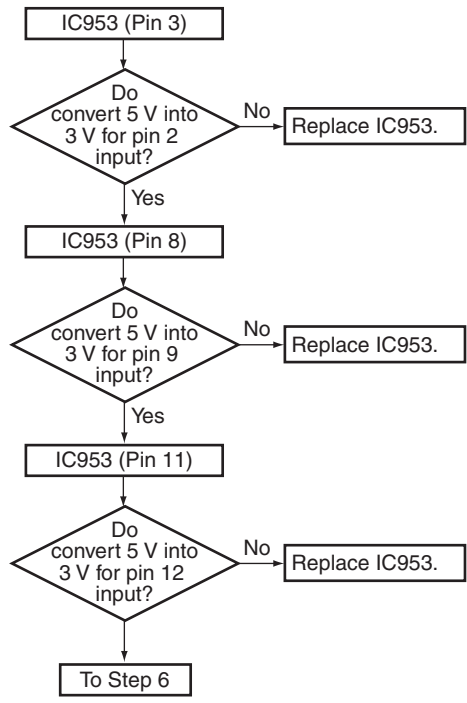 IC953 (Pin 3)
Do
convert 5 V into
3 V for pin 2
input?
No
Replace IC953.
Yes
IC953 (Pin 8)
Do
convert 5 V into
3 V for pin 9
input?
No
Replace IC953.
Yes
IC953 (Pin 11)
Do
convert 5 V into
3 V for pin 12
input?
No
Replace IC953.
To Step 6